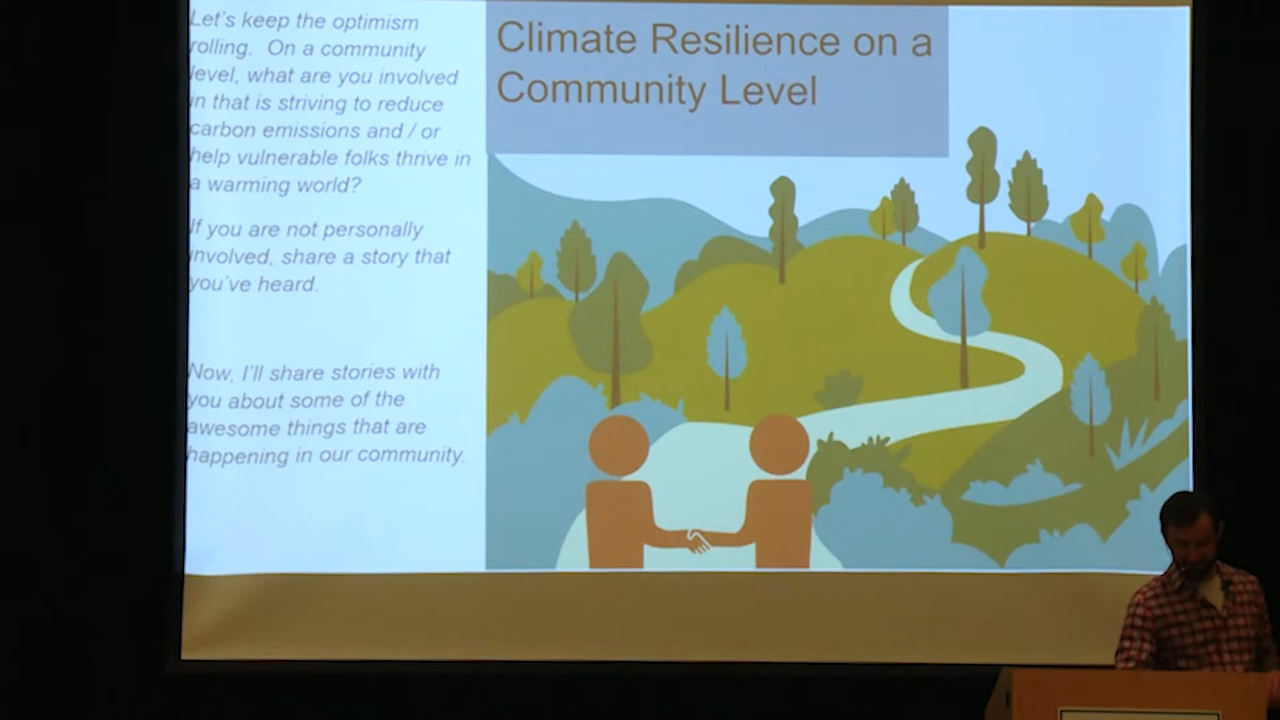 Let's keep the optimism
rolling. On a community
level, what are you involved
in that is striving to reduce
carbon emissions and / or
help vulnerable folks thrive in
a warming world?
If you are not personally
involved, share a story that
you've heard.
Now, I'll share stories with
you about some of the
awesome things that are
happening in our community.
Climate Resilience on a
Community Level